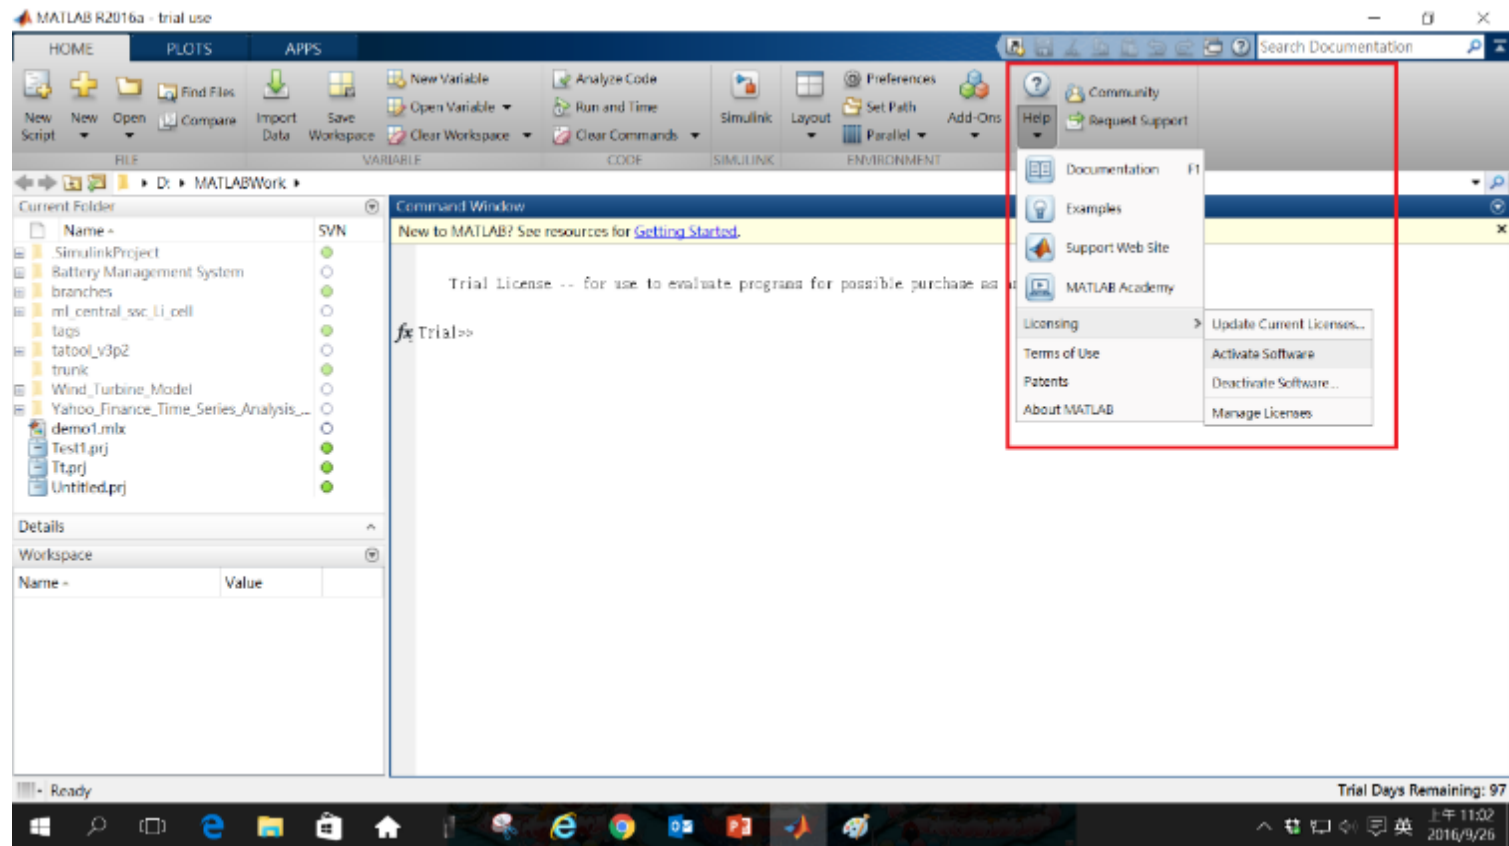 MATLAB R2016a - trial use
HOME PLOTS APPS
Search Documentation
New Script
New
Open
Find Files
Compare
Import Data
Save Workspace
New Variable
Open Variable
Clear Workspace
Analyze Code
Run and Time
Clear Commands
Simulink
Layout
Preferences
Set Path
Parallel
Add-Ons
Help
Community
Request Support
FILE VARIABLE CODE SIMULINK ENVIRONMENT
D: MATLABWork
Current Folder
Name SVN
.SimulinkProject
Battery Management System
branches
ml_central_ssc_Li_cell
tags
tatool_v3p2
trunk
Wind_Turbine_Model
Yahoo_Finance_Time_Series_Analysis_...
demo1.mlx
Test1.prj
Tt.prj
Untitled.prj
Details
Workspace
Name Value
Command Window
New to MATLAB? See resources for Getting Started.
Trial License -- for use to evaluate programs for possible purchase as
fx Trial>>
Documentation F1
Examples
Support Web Site
MATLAB Academy
Licensing
Terms of Use
Patents
About MATLAB
Update Current Licenses...
Activate Software
Deactivate Software...
Manage Licenses
Ready
Trial Days Remaining: 97
英
上午 11:02
2016/9/26